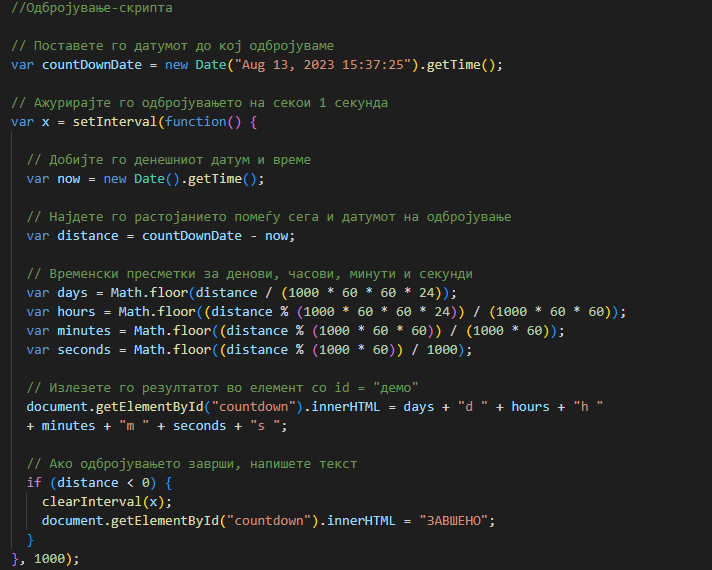 //Одбројување-скрипта
// Поставете го датумот до кој одбројуваме
var countDownDate = new Date("Aug 13, 2023 15:37:25").getTime();
// Ажурирајте го одбројувањето на секои 1 секунда
var x = setInterval(function() {
// Добијте го денешниот датум и време
var now = new Date().getTime();
// Најдете го растојанието помеѓу сега и датумот на одбројување
var distance = countDownDate - now;
// Временски пресметки за денови, часови, минути и секунди
var days = Math.floor(distance / (1000 * 60 * 60 * 24));
var hours = Math.floor((distance % (1000 * 60 * 60 * 24)) / (1000 * 60 * 60));
var minutes = Math.floor((distance % (1000 * 60 * 60)) / (1000 * 60));
var seconds = Math.floor((distance % (1000 * 60)) / 1000);
// Излезете го резултатот во елемент со id = "демо"
document.getElementById("countdown").innerHTML = days + "d " + hours + "h "
+ minutes + "m " + seconds + "s ";
// Ако одбројувањето заврши, напишете текст
if (distance < 0) {
clearInterval(x);
document.getElementById("countdown").innerHTML = "ЗАВШЕНО";
}
}, 1000);